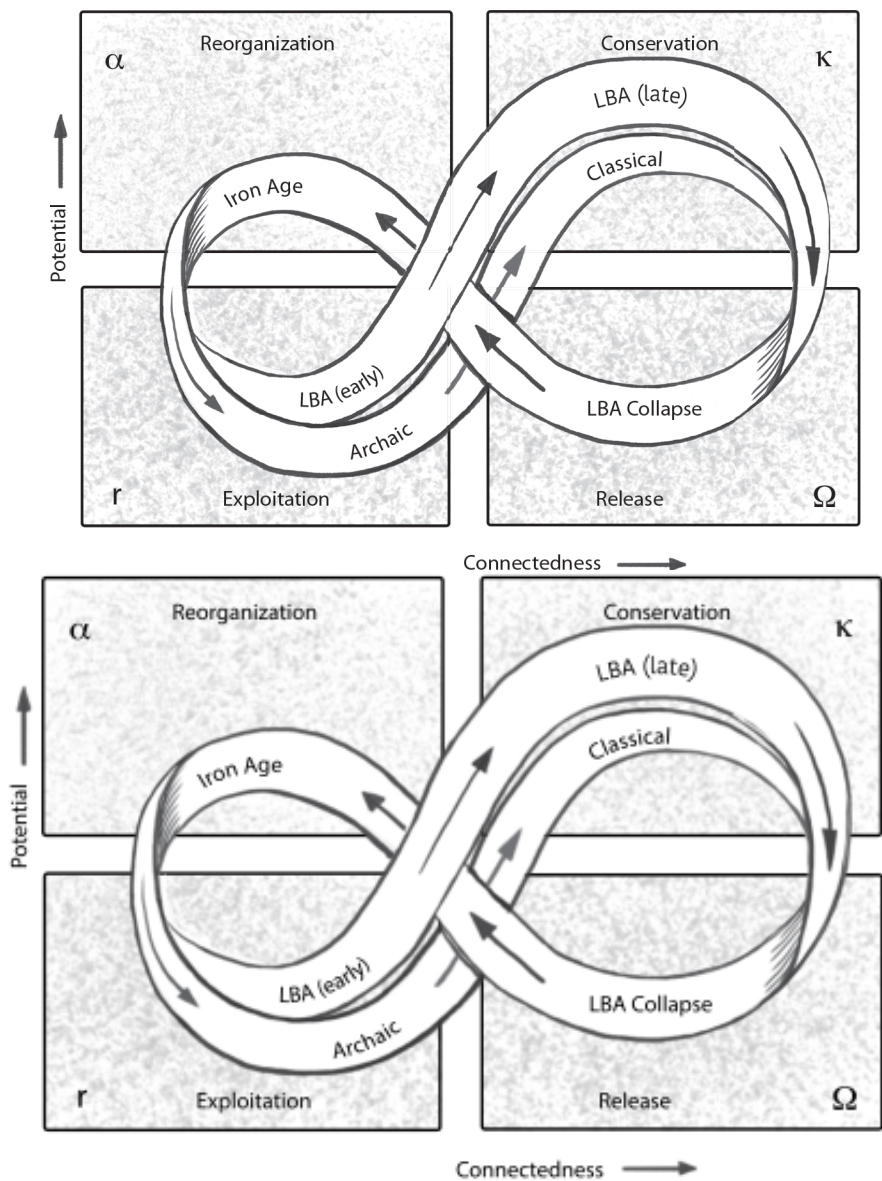 Reorganization
Conservation
α
κ
LBA (late)
Classical
Iron Age
Potential
LBA (early)
LBA Collapse
Archaic
r
Exploitation
Release
Ω
Connectedness
Reorganization
Conservation
α
κ
LBA (late)
Classical
Iron Age
Potential
LBA (early)
LBA Collapse
Archaic
r
Exploitation
Release
Ω
Connectedness